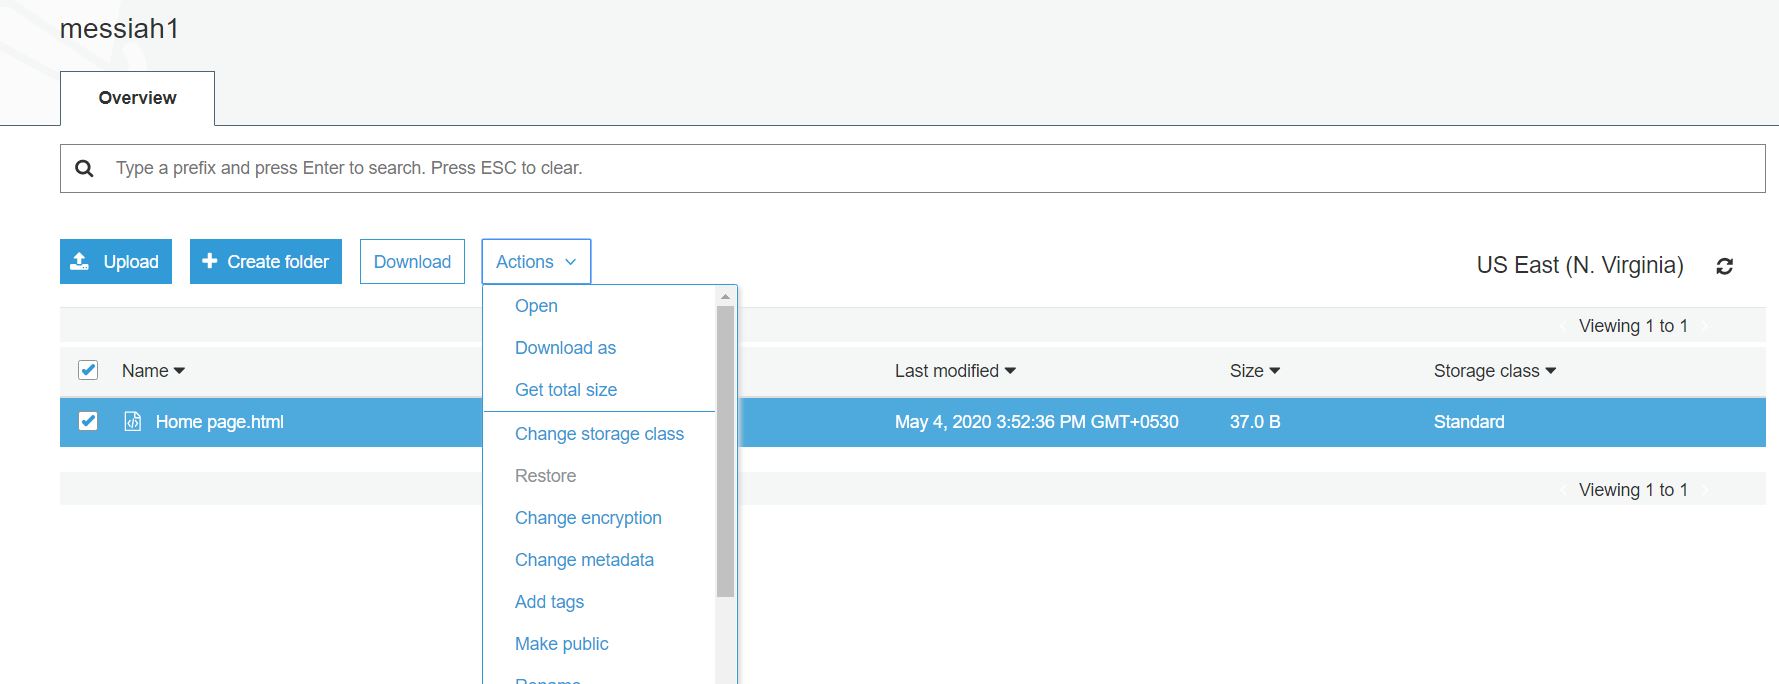 messiah1
Overview
Type a prefix and press Enter to search. Press ESC to clear.
Upload Create folder Download Actions US East (N. Virginia)
Open
Viewing 1 to 1
Download as
Name Last modified Size Storage class
Get total size
Home page.html May 4, 2020 3:52:36 PM GMT+0530 37.0 B Standard
Change storage class
Restore
Viewing 1 to 1
Change encryption
Change metadata
Add tags
Make public
Rename